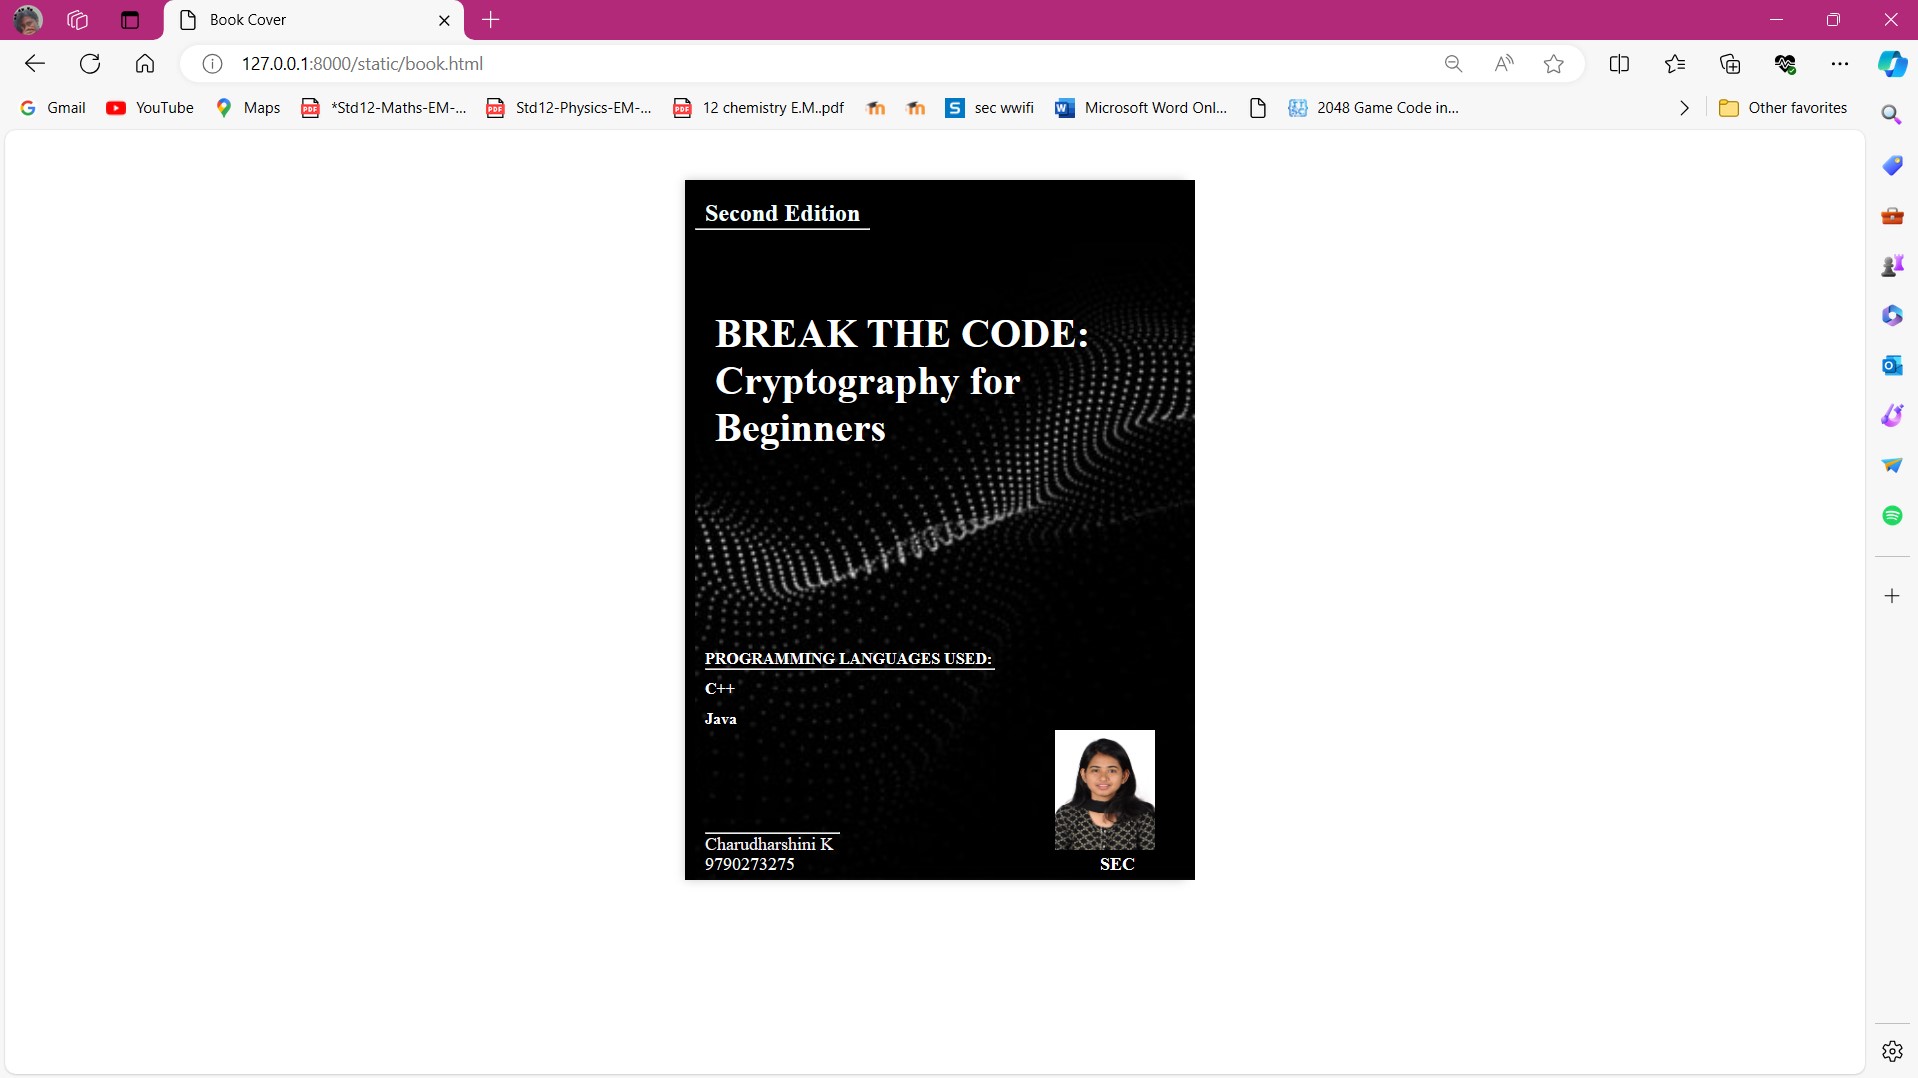 Book Cover
127.0.0.1:8000/static/book.html
Gmail YouTube Maps *Std12-Maths-EM-... Std12-Physics-EM-... 12 chemistry E.M..pdf sec wwifi Microsoft Word Onl... 2048 Game Code in... Other favorites
Second Edition
BREAK THE CODE:
Cryptography for
Beginners
PROGRAMMING LANGUAGES USED:
C++
Java
Charudharshini K
9790273275
SEC